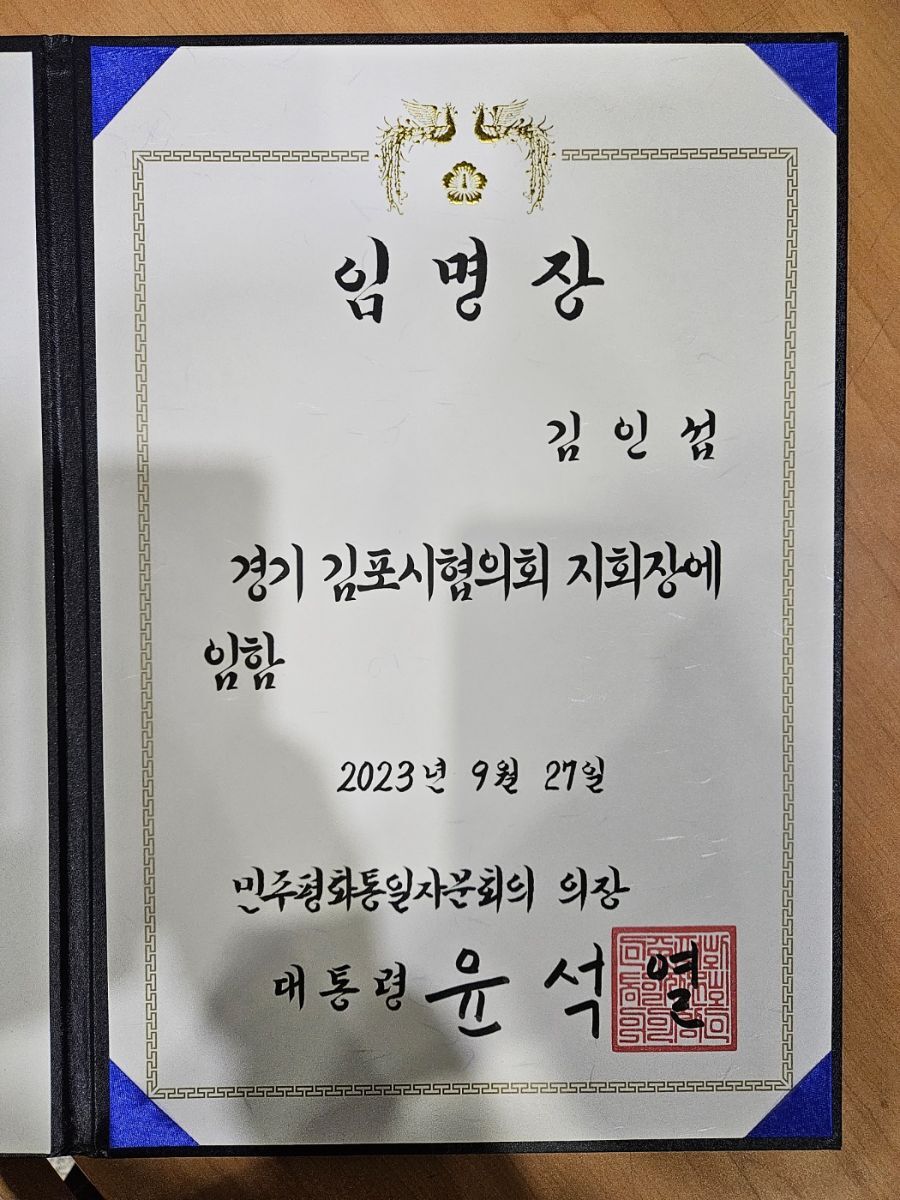 임명장
김인섭
경기 김포시협의회 지회장에
임함
2023년 9월 27일
민주평화통일자문회의 의장
대통령 윤석열